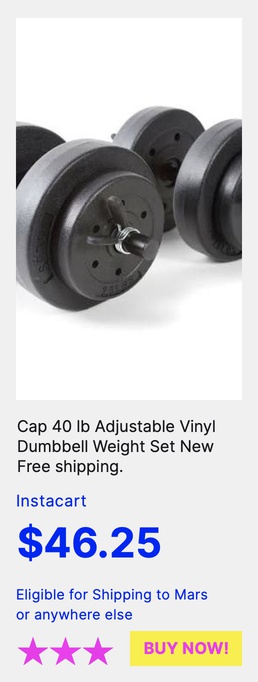 Cap 40 lb Adjustable Vinyl
Dumbbell Weight Set New
Free shipping.
Instacart
$46.25
Eligible for Shipping to Mars
or anywhere else
BUY NOW!